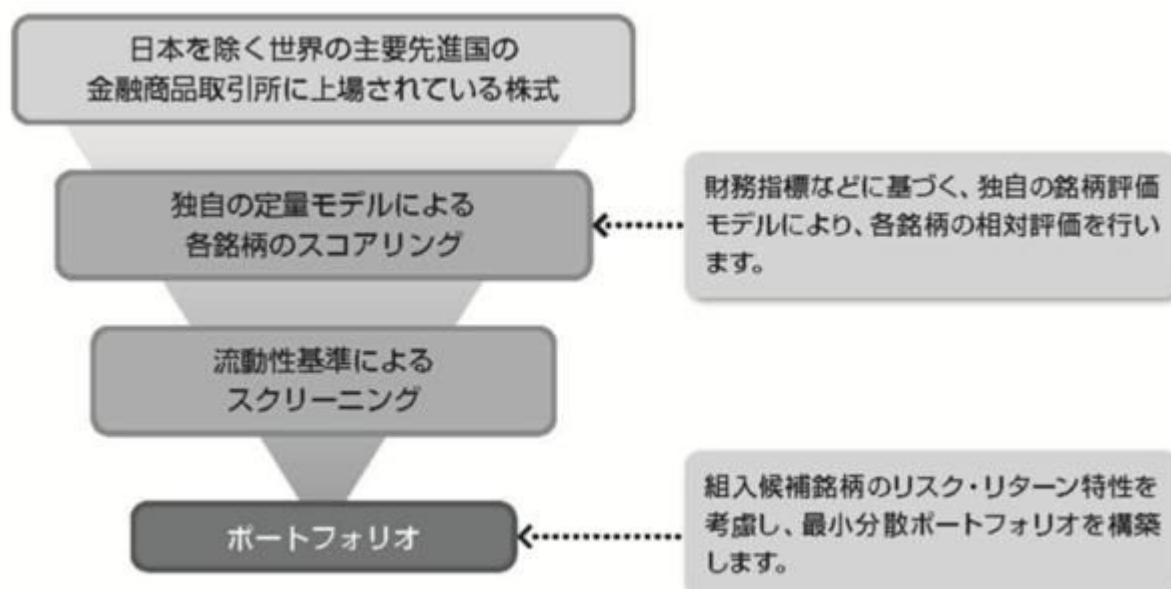 日本を除く世界の主要先進国の
金融商品取引所に上場されている株式
独自の定量モデルによる
各銘柄のスコアリング
財務指標などに基づく、独自の銘柄評価
モデルにより、各銘柄の相対評価を行い
ます。
流動性基準による
スクリーニング
ポートフォリオ
組入候補銘柄のリスク・リターン特性を
考慮し、最小分散ポートフォリオを構築
します。